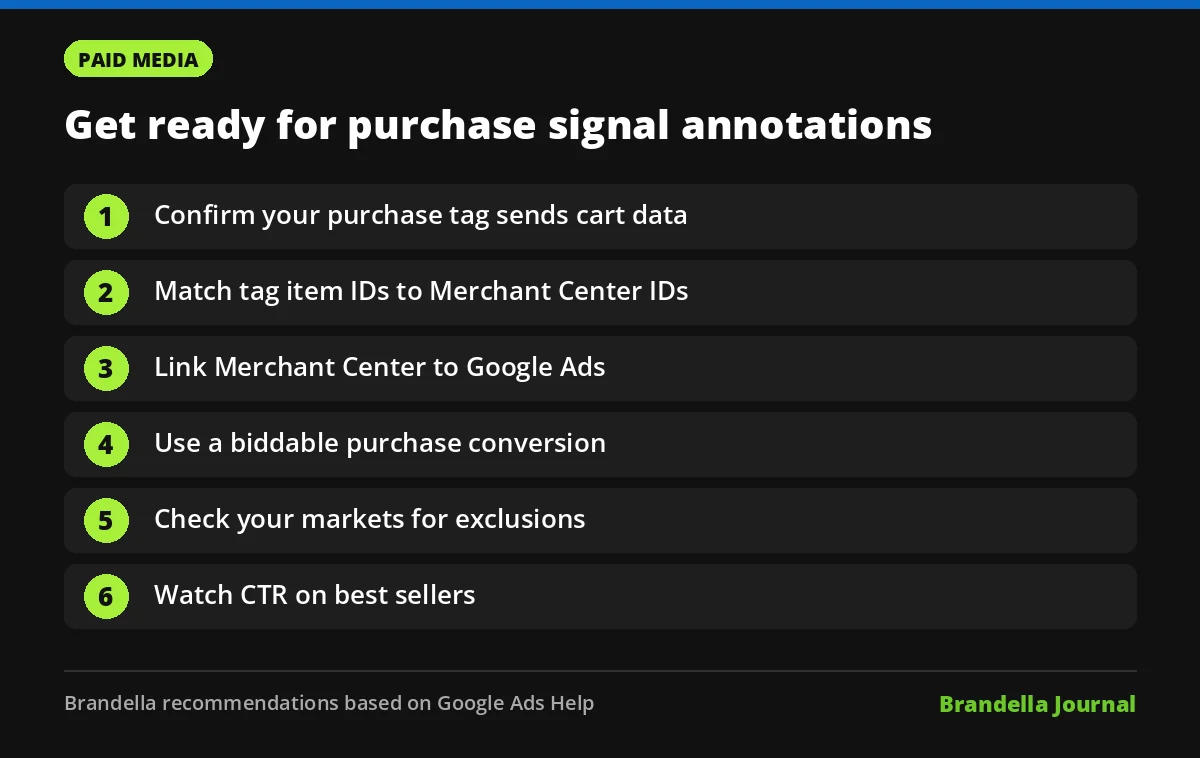 PAID MEDIA
Get ready for purchase signal annotations
1 Confirm your purchase tag sends cart data
2 Match tag item IDs to Merchant Center IDs
3 Link Merchant Center to Google Ads
4 Use a biddable purchase conversion
5 Check your markets for exclusions
6 Watch CTR on best sellers
Brandella recommendations based on Google Ads Help
Brandella Journal